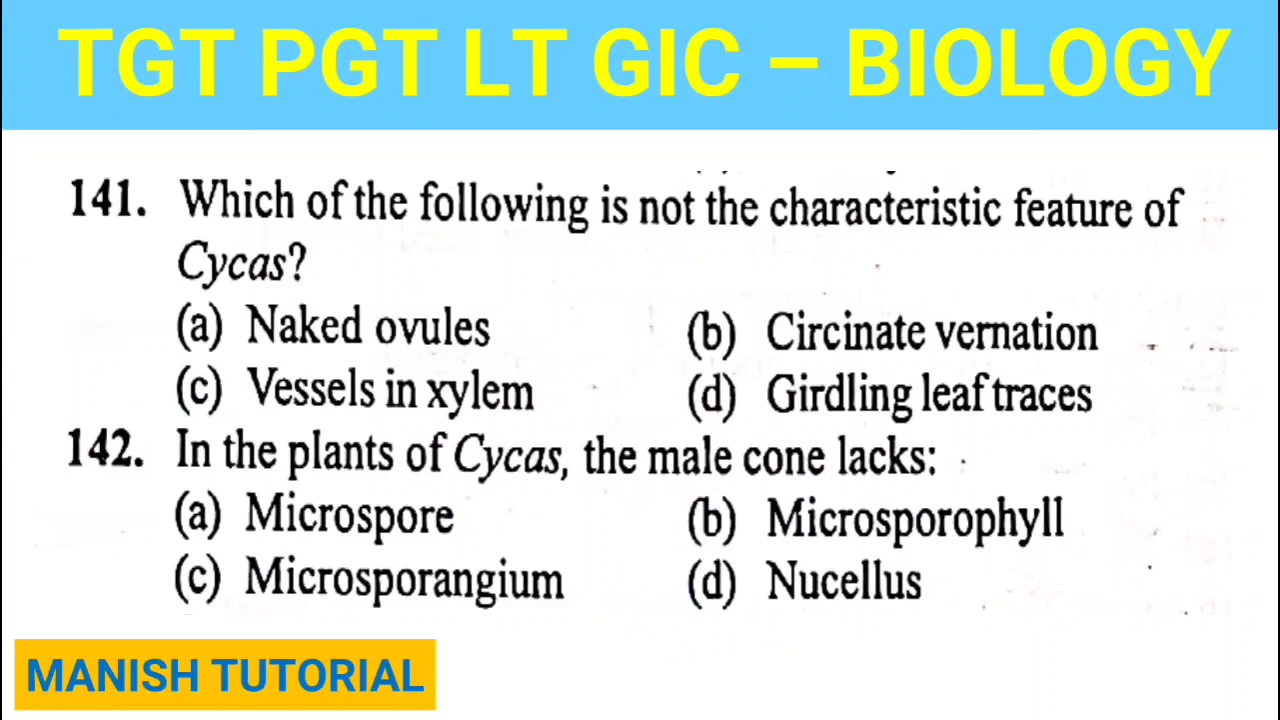 TGT PGT LT GIC – BIOLOGY
141. Which of the following is not the characteristic feature of
Cycas?
(a) Naked ovules (b) Circinate vernation
(c) Vessels in xylem (d) Girdling leaf traces
142. In the plants of Cycas, the male cone lacks:
(a) Microspore (b) Microsporophyll
(c) Microsporangium (d) Nucellus
MANISH TUTORIAL